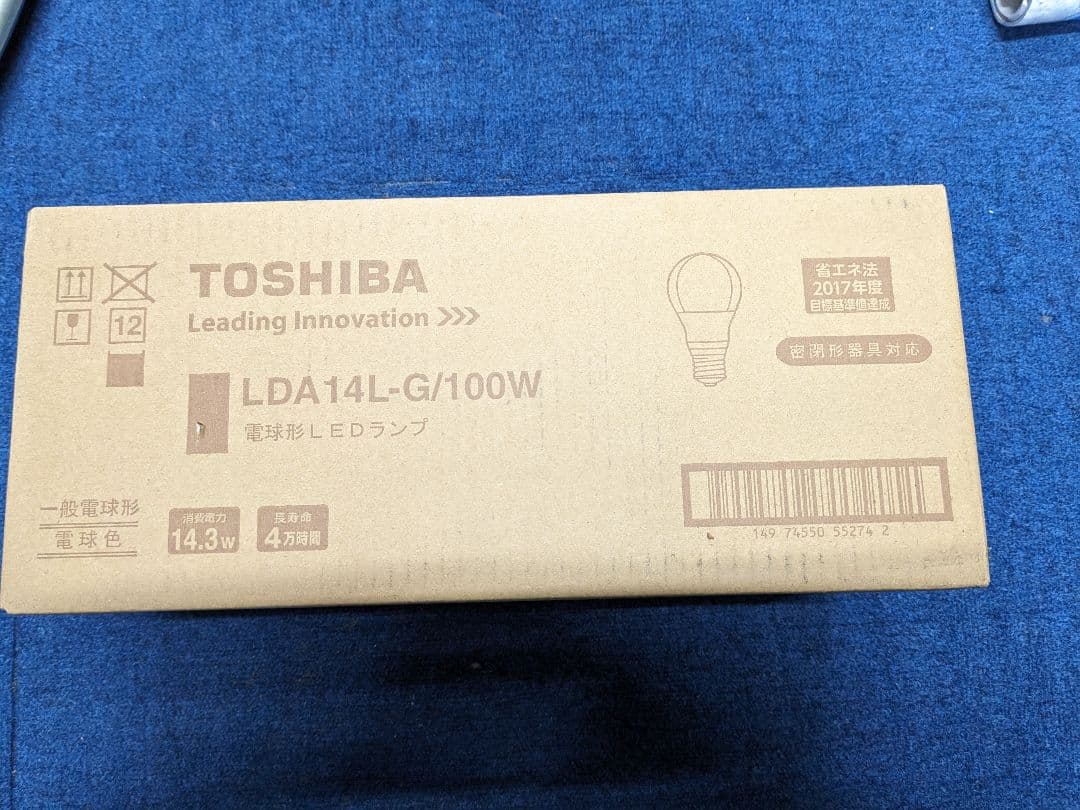 TOSHIBA
Leading Innovation >>>
12
LDA14L-G/100W
電球形LEDランプ
省エネ法
2017年度
目標基準値達成
密閉形器具対応
一般電球形
電球色
消費電力
14.3W
長寿命
4万時間
149 74550 55274 2